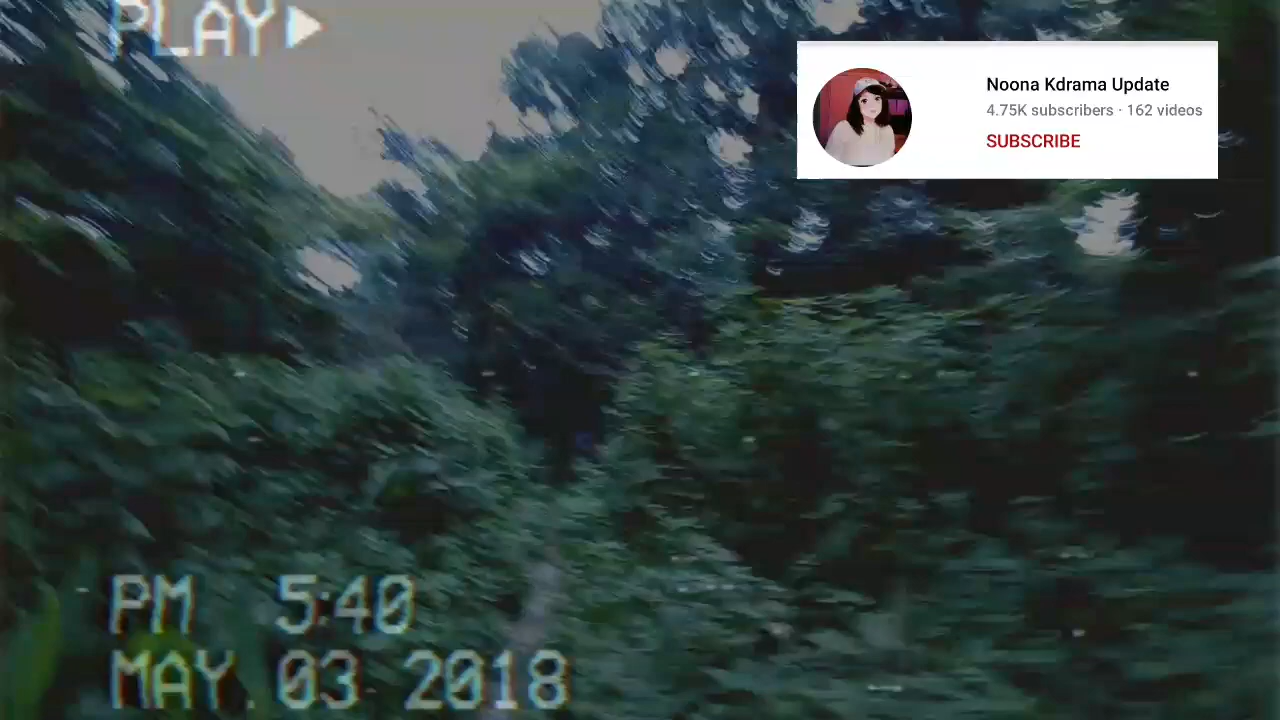 PLAY
Noona Kdrama Update
4.75K subscribers · 162 videos
SUBSCRIBE
PM 5:40
MAY. 03 2018